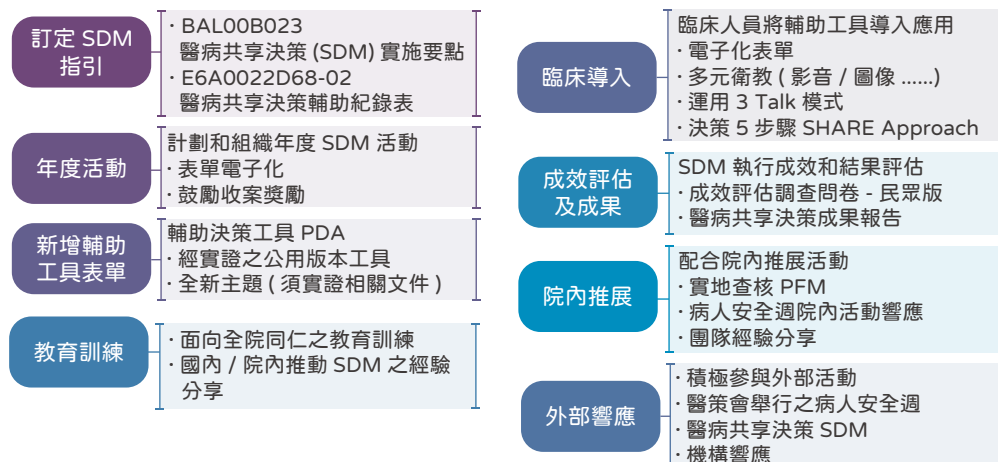 訂定 SDM
指引
· BAL00B023
醫病共享決策 (SDM) 實施要點
· E6A0022D68-02
醫病共享決策輔助紀錄表
年度活動
計劃和組織年度 SDM 活動
· 表單電子化
· 鼓勵收案獎勵
新增輔助
工具表單
輔助決策工具 PDA
· 經實證之公用版本工具
· 全新主題 ( 須實證相關文件 )
教育訓練
· 面向全院同仁之教育訓練
· 國內 / 院內推動 SDM 之經驗
分享
臨床導入
臨床人員將輔助工具導入應用
· 電子化表單
· 多元衛教 ( 影音 / 圖像 ......)
· 運用 3 Talk 模式
· 決策 5 步驟 SHARE Approach
成效評估
及成果
SDM 執行成效和結果評估
· 成效評估調查問卷 - 民眾版
· 醫病共享決策成果報告
院內推展
配合院內推展活動
· 實地查核 PFM
· 病人安全週院內活動響應
· 團隊經驗分享
外部響應
· 積極參與外部活動
· 醫策會舉行之病人安全週
· 醫病共享決策 SDM
· 機構響應